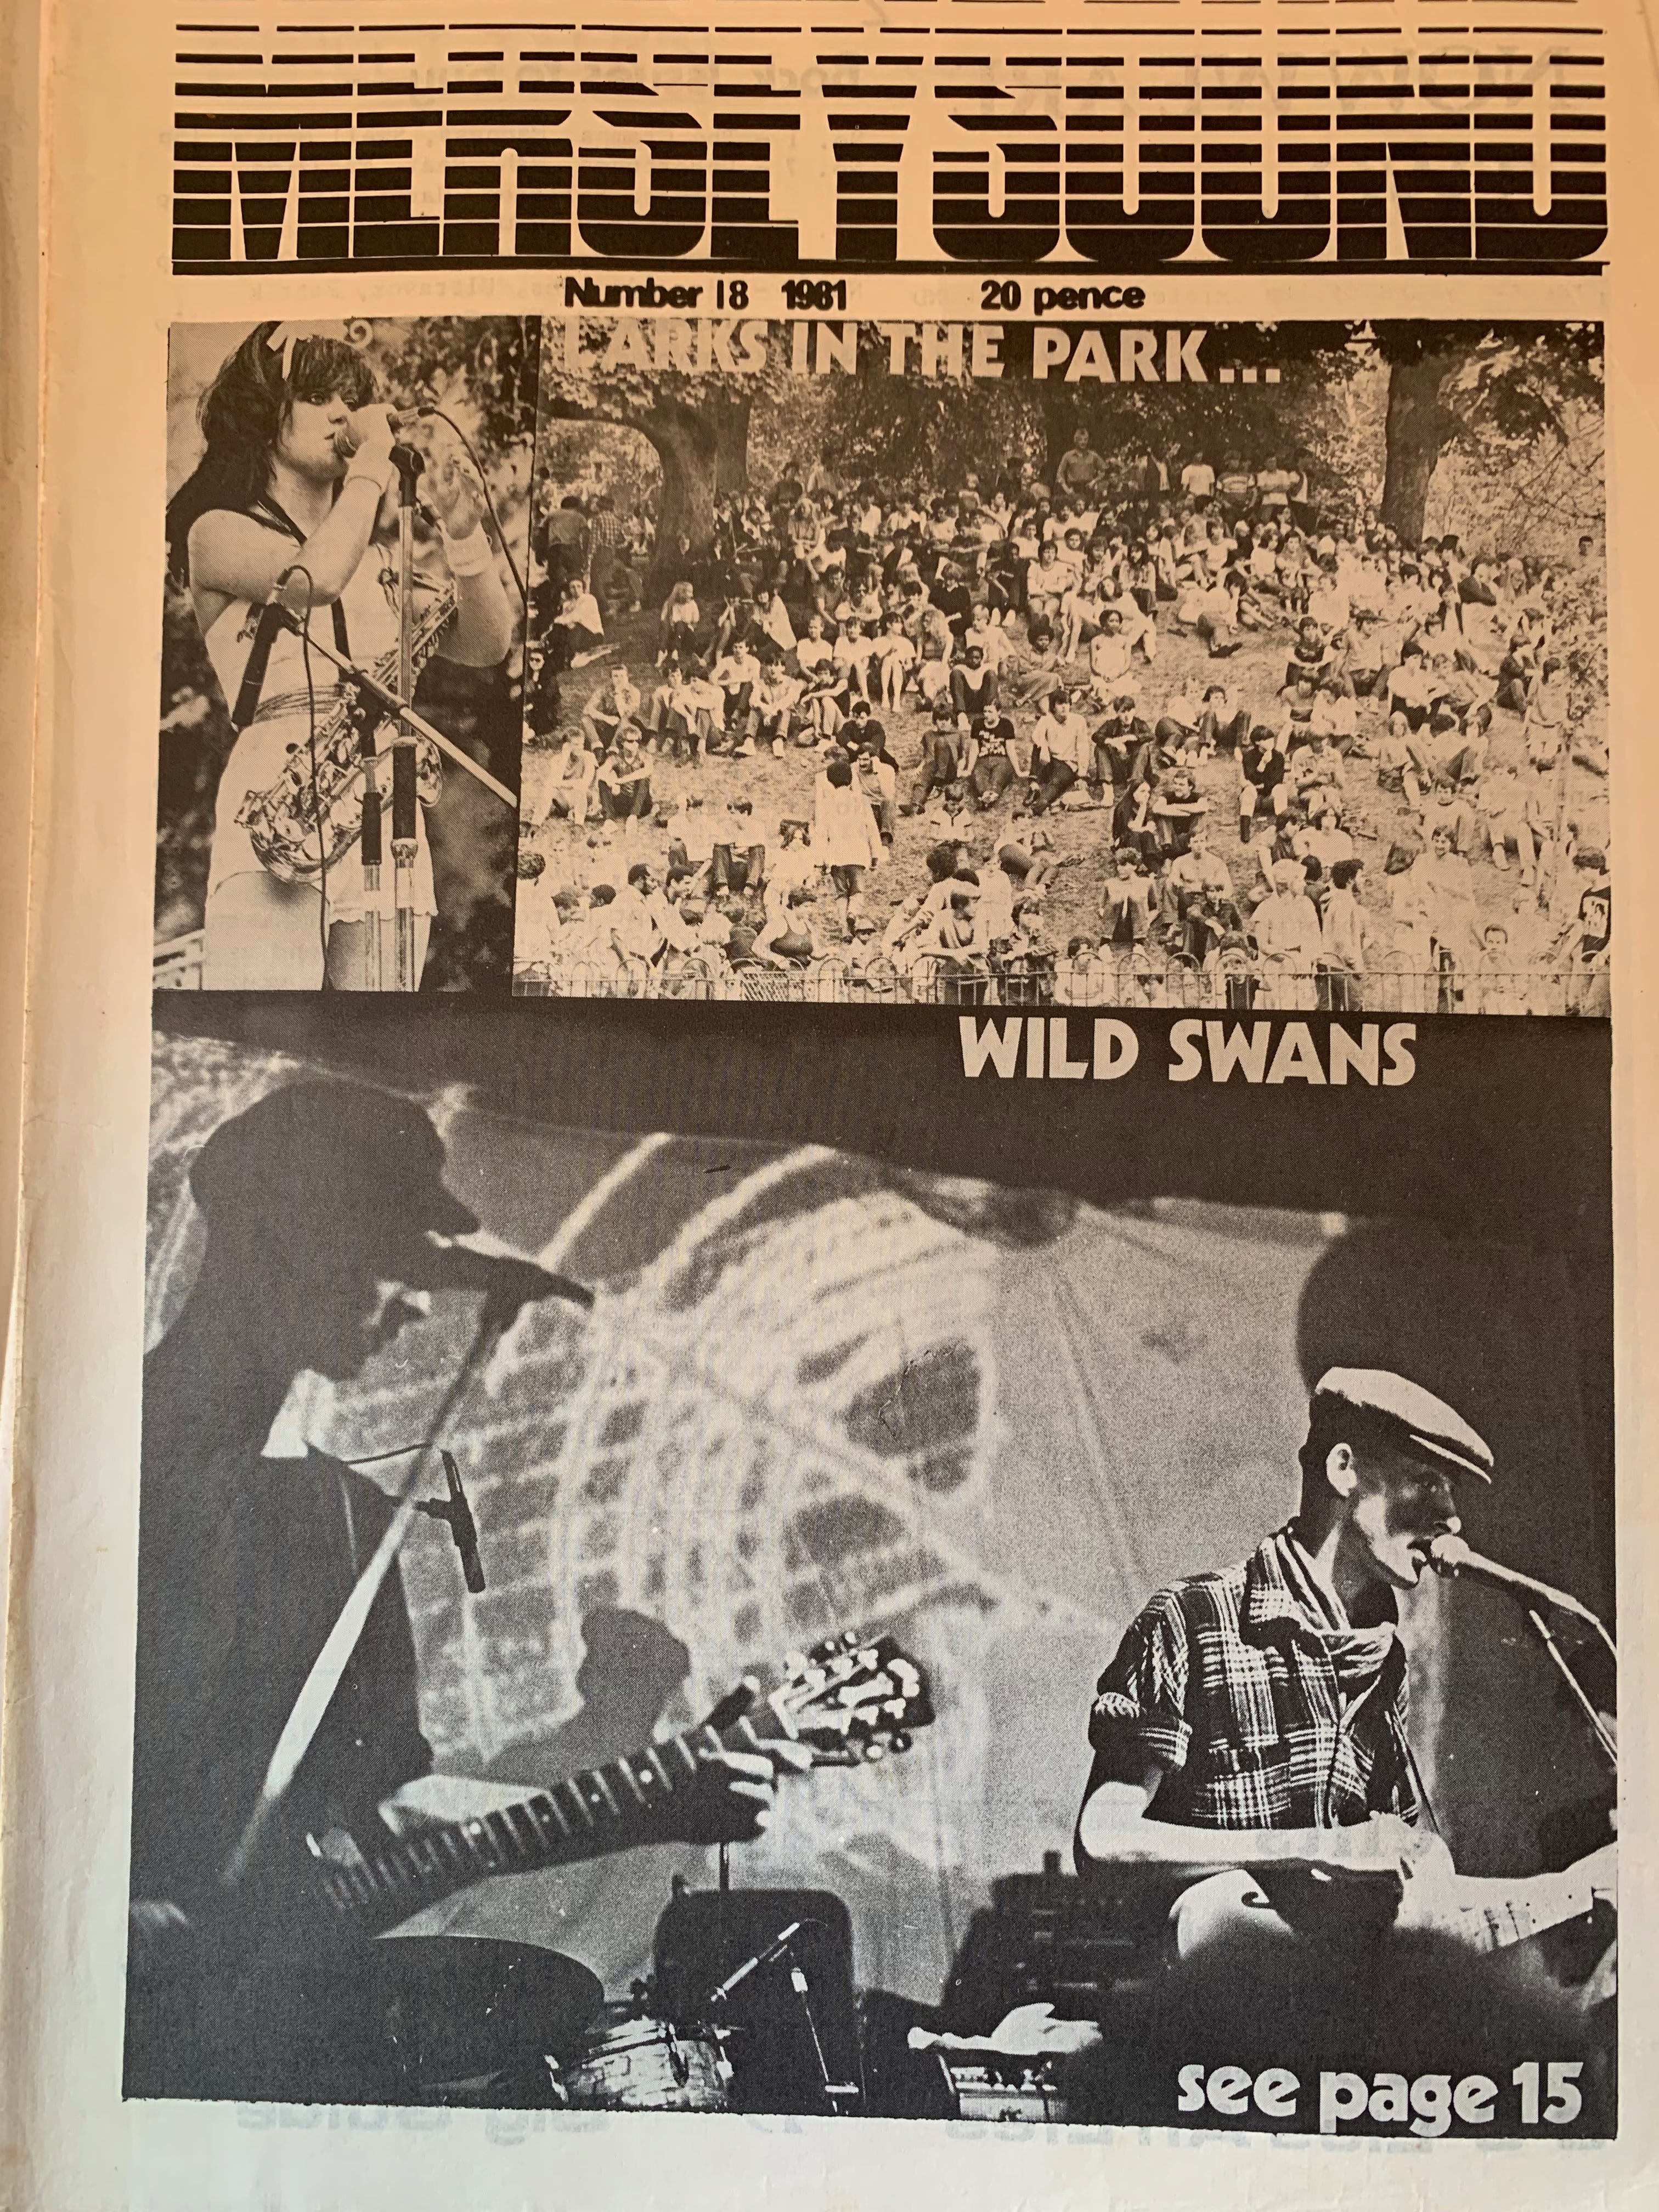 MERSEYSOUND
Number 18 1981 20 pence
LARKS IN THE PARK...
WILD SWANS
see page 15